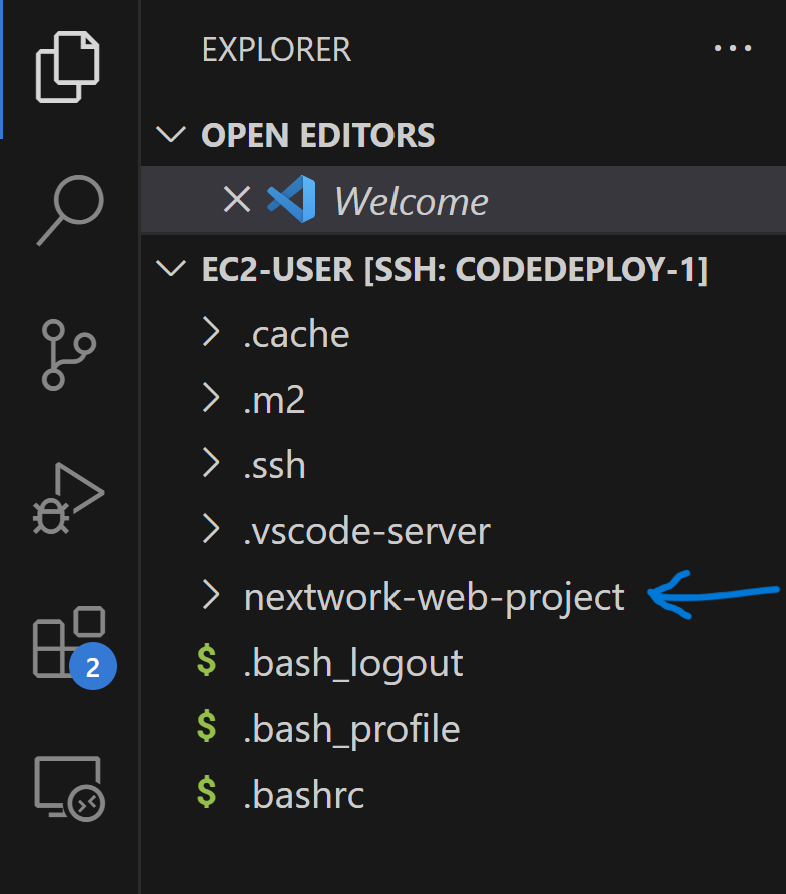 EXPLORER
OPEN EDITORS
Welcome
EC2-USER [SSH: CODEDEPLOY-1]
.cache
.m2
.ssh
.vscode-server
nextwork-web-project
$ .bash_logout
$ .bash_profile
$ .bashrc
2